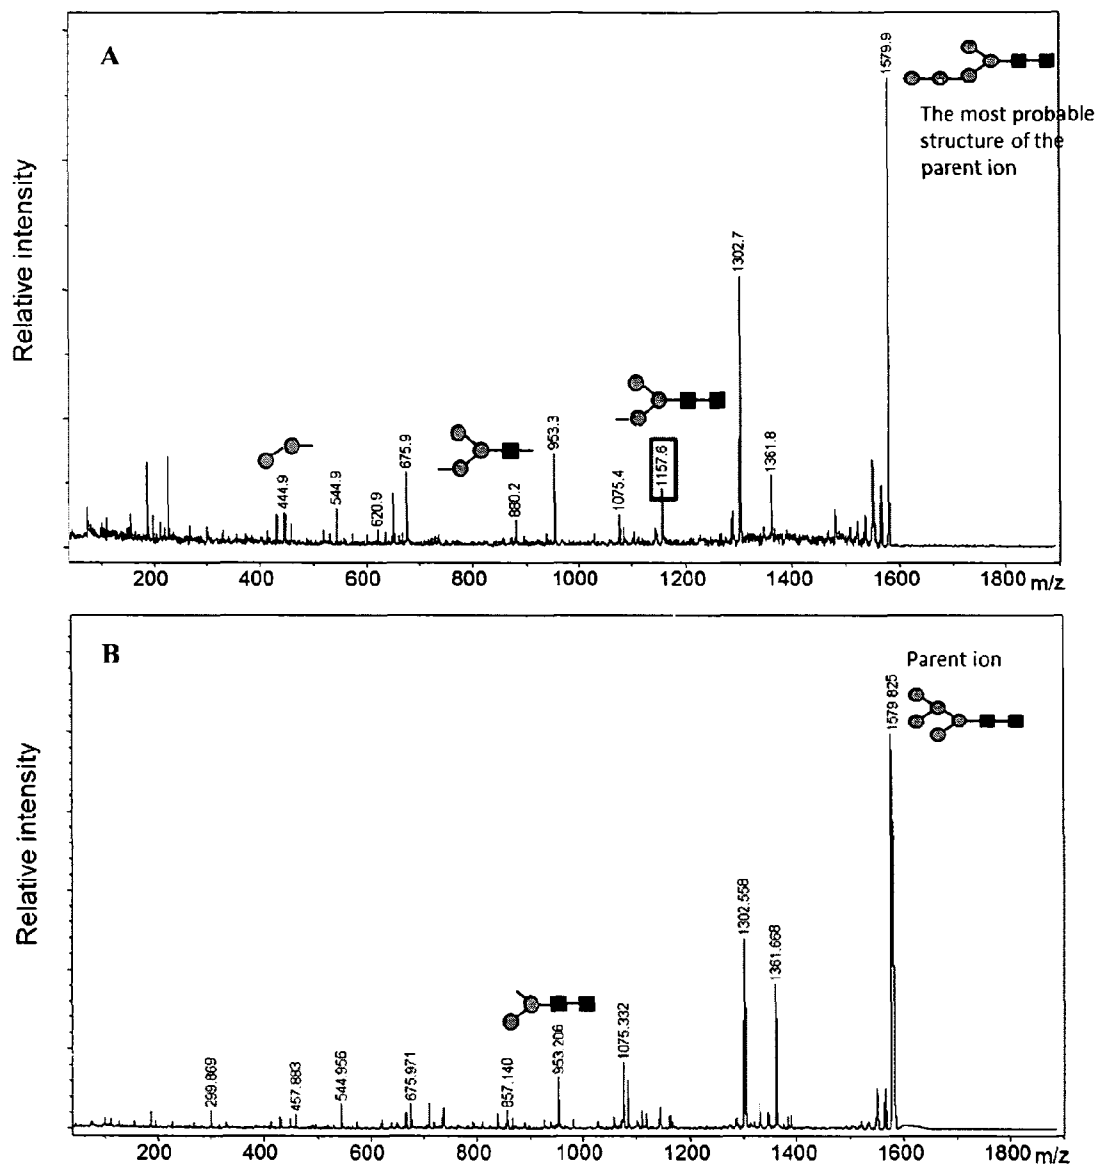 A
1579.9
The most probable
structure of the
parent ion
1302.7
1361.8
1157.6
1075.4
953.3
880.2
675.9
620.9
544.9
444.9
Relative intensity
200 400 600 800 1000 1200 1400 1600 1800 m/z
B
Parent ion
1579 825
1302.558
1361.668
1075.332
953 206
857.140
675.971
544 956
457.883
299.869
Relative intensity
200 400 600 800 1000 1200 1400 1600 1800 m/z